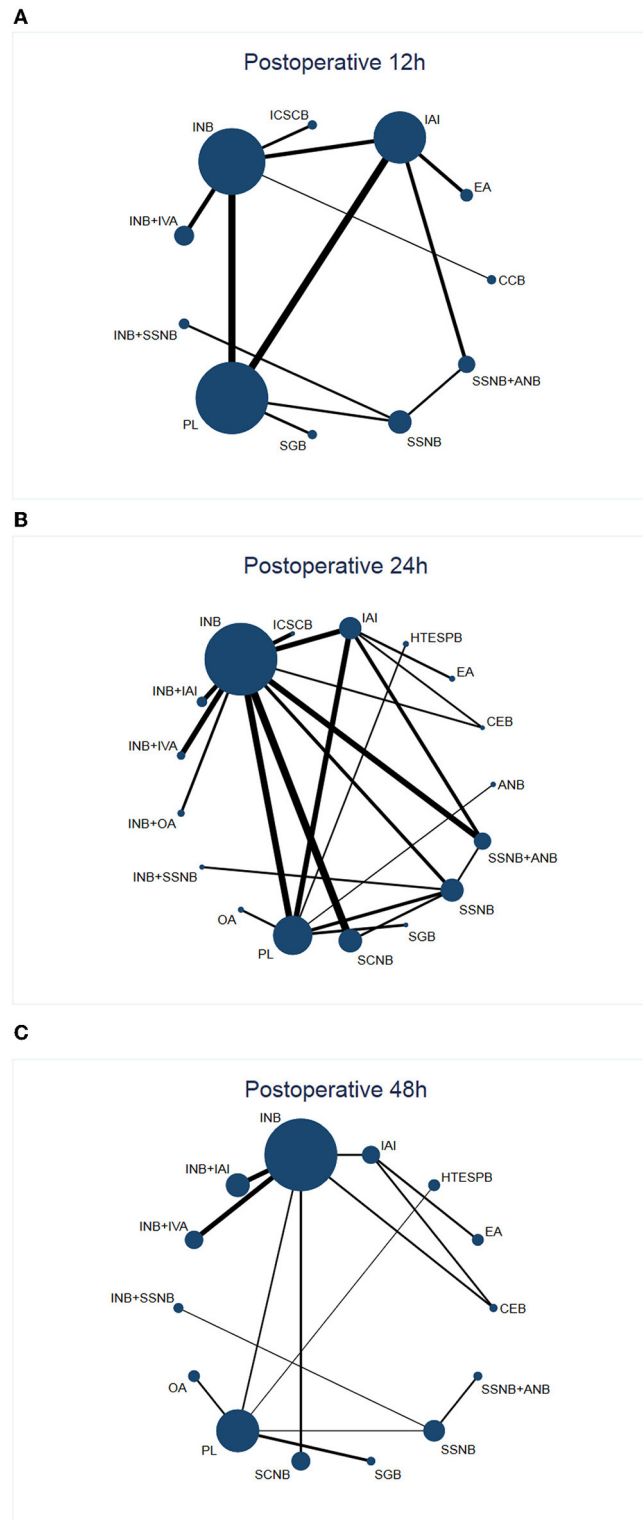 A
Postoperative 12h
ICSCB
IAI
INB
EA
INB+IVA
CCB
INB+SSNB
SSNB+ANB
PL
SGB
SSNB
B
Postoperative 24h
INB
ICSCB
IAI
HTESPB
EA
INB+IAI
CEB
INB+IVA
ANB
INB+OA
SSNB+ANB
INB+SSNB
SSNB
OA
SGB
PL
SCNB
C
Postoperative 48h
INB
IAI
INB+IAI
HTESPB
INB+IVA
EA
INB+SSNB
CEB
OA
SSNB+ANB
PL
SSNB
SCNB
SGB